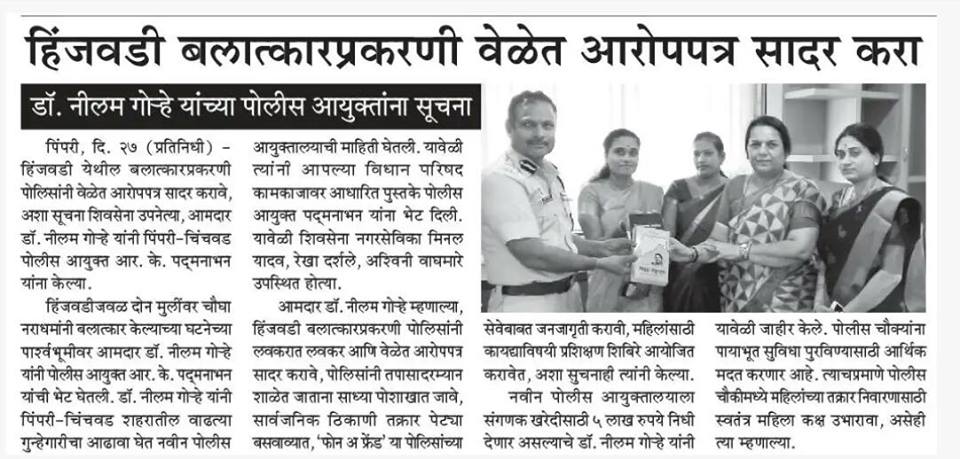 हिंजवडी बलात्कारप्रकरणी वेळेत आरोपपत्र सादर करा
डॉ. नीलम गोऱ्हे यांच्या पोलीस आयुक्तांना सूचना
पिंपरी, दि. २७ (प्रतिनिधी) –
हिंजवडी येथील बलात्कारप्रकरणी
पोलिसांनी वेळेत आरोपपत्र सादर करावे,
अशा सूचना शिवसेना उपनेत्या, आमदार
डॉ. नीलम गोऱ्हे यांनी पिंपरी-चिंचवड
पोलीस आयुक्त आर. के. पद्मनाभन
यांना केल्या.
हिंजवडीजवळ दोन मुलींवर चौघा
नराधमांनी बलात्कार केल्याच्या घटनेच्या
पार्श्वभूमीवर आमदार डॉ. नीलम गोऱ्हे
यांनी पोलीस आयुक्त आर. के. पद्मनाभन
यांची भेट घेतली. डॉ. नीलम गोऱ्हे यांनी
पिंपरी-चिंचवड शहरातील वाढत्या
गुन्हेगारीचा आढावा घेत नवीन पोलीस
आयुक्तालयाची माहिती घेतली. यावेळी
त्यांनी आपल्या विधान परिषद
कामकाजावर आधारित पुस्तके पोलीस
आयुक्त पद्मनाभन यांना भेट दिली.
यावेळी शिवसेना नगरसेविका मिनल
यादव, रेखा दर्शले, अश्विनी वाघमारे
उपस्थित होत्या.
आमदार डॉ. नीलम गोऱ्हे म्हणाल्या,
हिंजवडी बलात्कारप्रकरणी पोलिसांनी
लवकरात लवकर आणि वेळेत आरोपपत्र
सादर करावे, पोलिसांनी तपासादरम्यान
शाळेत जाताना साध्या पोशाखात जावे,
सार्वजनिक ठिकाणी तक्रार पेट्या
बसवाव्यात, 'फोन अ फ्रेंड' या पोलिसांच्या
सेवेबाबत जनजागृती करावी, महिलांसाठी
कायद्याविषयी प्रशिक्षण शिबिरे आयोजित
करावेत, अशा सुचनाही त्यांनी केल्या.
नवीन पोलीस आयुक्तालयाला
संगणक खरेदीसाठी ५ लाख रुपये निधी
देणार असल्याचे डॉ. नीलम गोऱ्हे यांनी
यावेळी जाहीर केले. पोलीस चौक्यांना
पायाभूत सुविधा पुरविण्यासाठी आर्थिक
मदत करणार आहे. त्याचप्रमाणे पोलीस
चौकीमध्ये महिलांच्या तक्रार निवारणासाठी
स्वतंत्र महिला कक्ष उभारावा, असेही
त्या म्हणाल्या.